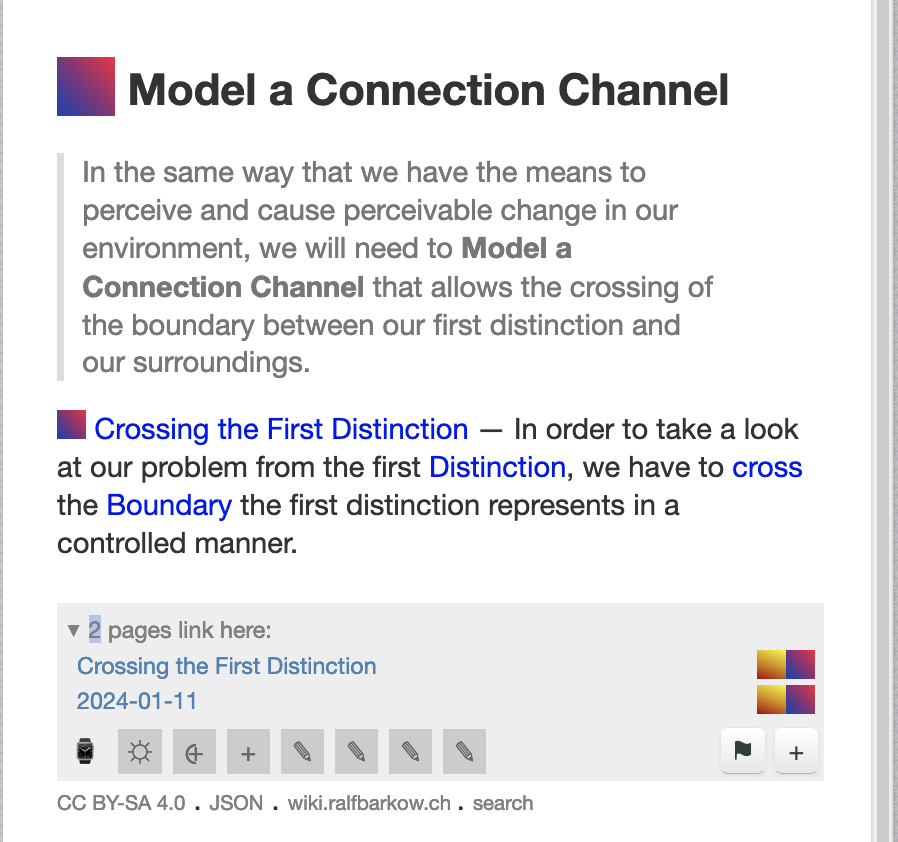 Model a Connection Channel
In the same way that we have the means to
perceive and cause perceivable change in our
environment, we will need to Model a
Connection Channel that allows the crossing of
the boundary between our first distinction and
our surroundings.
Crossing the First Distinction — In order to take a look
at our problem from the first Distinction, we have to cross
the Boundary the first distinction represents in a
controlled manner.
▼ 2 pages link here:
Crossing the First Distinction
2024-01-11
CC BY-SA 4.0 . JSON . wiki.ralfbarkow.ch . search